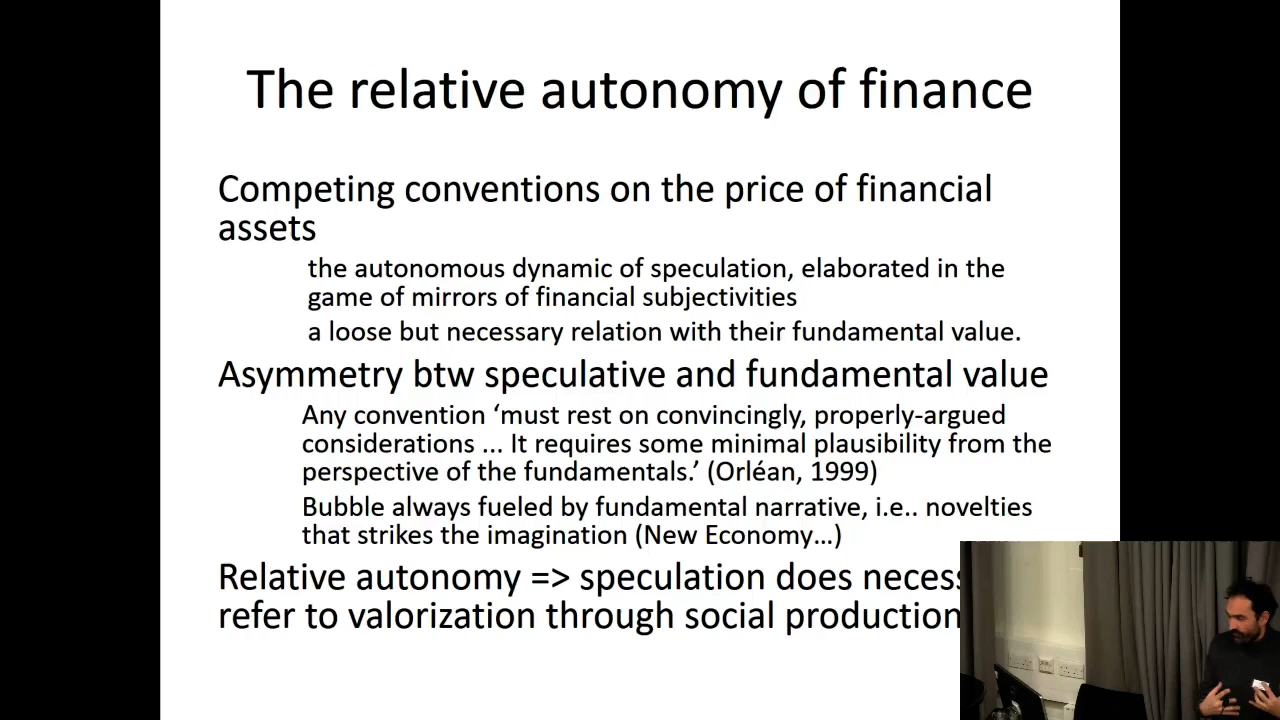 The relative autonomy of finance
Competing conventions on the price of financial
assets
the autonomous dynamic of speculation, elaborated in the
game of mirrors of financial subjectivities
a loose but necessary relation with their fundamental value.
Asymmetry btw speculative and fundamental value
Any convention ‘must rest on convincingly, properly-argued
considerations ... It requires some minimal plausibility from the
perspective of the fundamentals.’ (Orléan, 1999)
Bubble always fueled by fundamental narrative, i.e.. novelties
that strikes the imagination (New Economy…)
Relative autonomy => speculation does
refer to valorization through social production